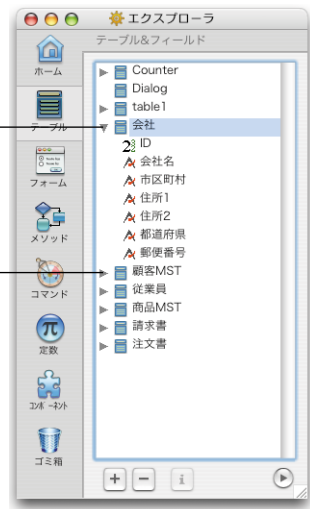 エクスプローラ
テーブル&フィールド
ホーム
テーブル
フォーム
メソッド
コマンド
定数
コンポーネント
ゴミ箱
Counter
Dialog
table1
会社
ID
会社名
市区町村
住所1
住所2
都道府県
郵便番号
顧客MST
従業員
商品MST
請求書
注文書